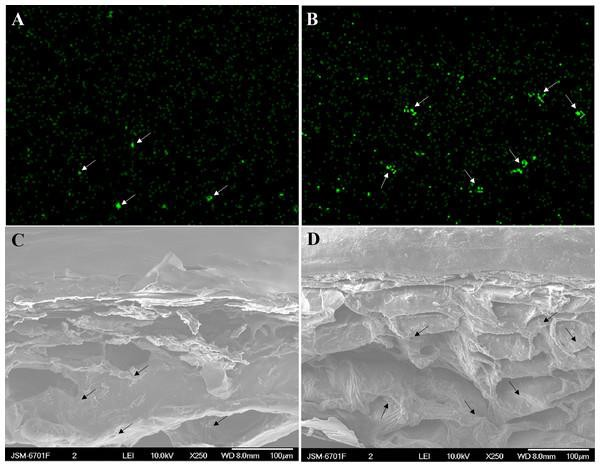 A
B
C
D
JSM-6701F 2 LEI 10.0kV X250 WD 8.0mm 100μm
JSM-6701F 2 LEI 10.0kV X250 WD 8.0mm 100μm